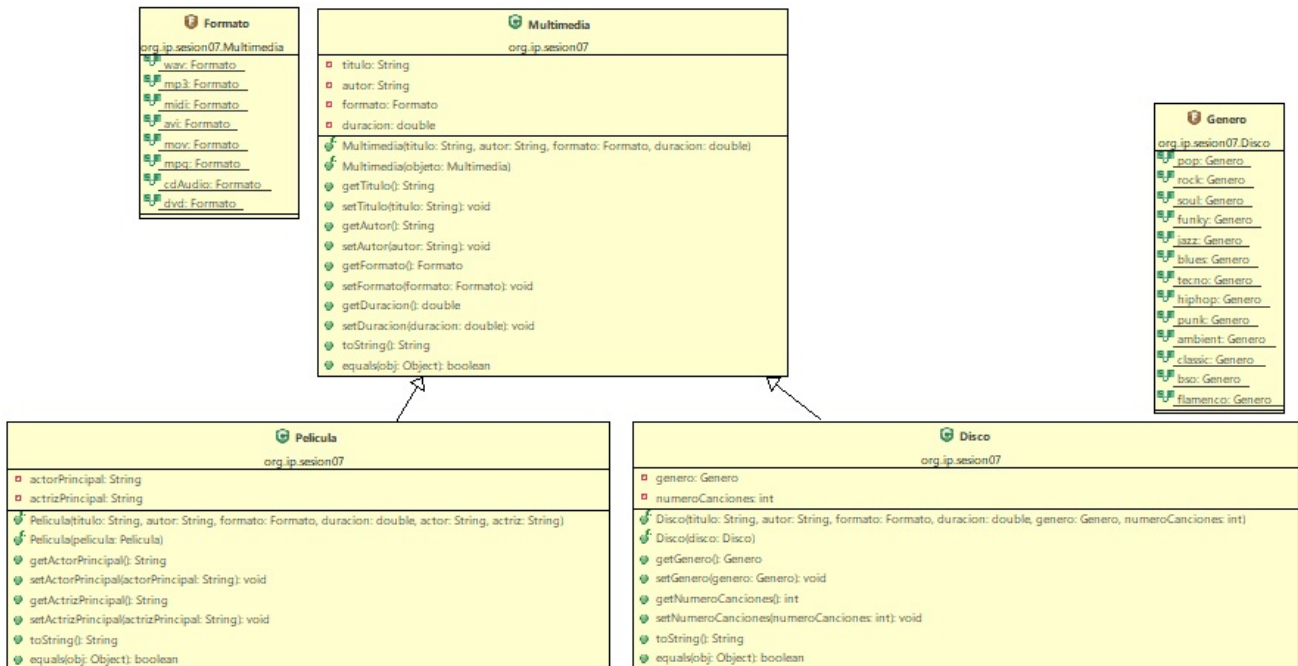 Formato
org.ip.sesion07.Multimedia
wav: Formato
mp3: Formato
midi: Formato
avi: Formato
mov: Formato
mpg: Formato
cdAudio: Formato
dvd: Formato
Multimedia
org.ip.sesion07
titulo: String
autor: String
formato: Formato
duracion: double
Multimedia(titulo: String, autor: String, formato: Formato, duracion: double)
Multimedia(objeto: Multimedia)
getTitulo(): String
setTitulo(titulo: String): void
getAutor(): String
setAutor(autor: String): void
getFormato(): Formato
setFormato(formato: Formato): void
getDuracion(): double
setDuracion(duracion: double): void
toString(): String
equals(obj: Object): boolean
Genero
org.ip.sesion07.Disco
pop: Genero
rock: Genero
soul: Genero
funky: Genero
jazz: Genero
blues: Genero
tecno: Genero
hiphop: Genero
punk: Genero
ambient: Genero
classic: Genero
bso: Genero
flamenco: Genero
Pelicula
org.ip.sesion07
actorPrincipal: String
actrizPrincipal: String
Pelicula(titulo: String, autor: String, formato: Formato, duracion: double, actor: String, actriz: String)
Pelicula(pelicula: Pelicula)
getActorPrincipal(): String
setActorPrincipal(actorPrincipal: String): void
getActrizPrincipal(): String
setActrizPrincipal(actrizPrincipal: String): void
toString(): String
equals(obj: Object): boolean
Disco
org.ip.sesion07
genero: Genero
numeroCanciones: int
Disco(titulo: String, autor: String, formato: Formato, duracion: double, genero: Genero, numeroCanciones: int)
Disco(disco: Disco)
getGenero(): Genero
setGenero(genero: Genero): void
getNumeroCanciones(): int
setNumeroCanciones(numeroCanciones: int): void
toString(): String
equals(obj: Object): boolean